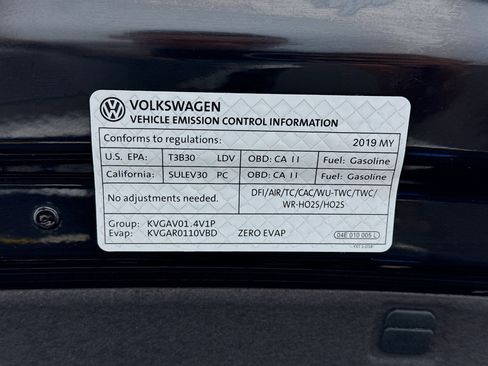 VOLKSWAGEN
VEHICLE EMISSION CONTROL INFORMATION
Conforms to regulations: 2019 MY
U.S. EPA: T3B30 LDV OBD: CA II Fuel: Gasoline
California: SULEV30 PC OBD: CA II Fuel: Gasoline
No adjustments needed. DFI/AIR/TC/CAC/WU-TWC/TWC/
WR-HO2S/HO2S
Group: KVGAV01.4V1P
Evap: KVGAR0110VBD ZERO EVAP 04E 010 005 L